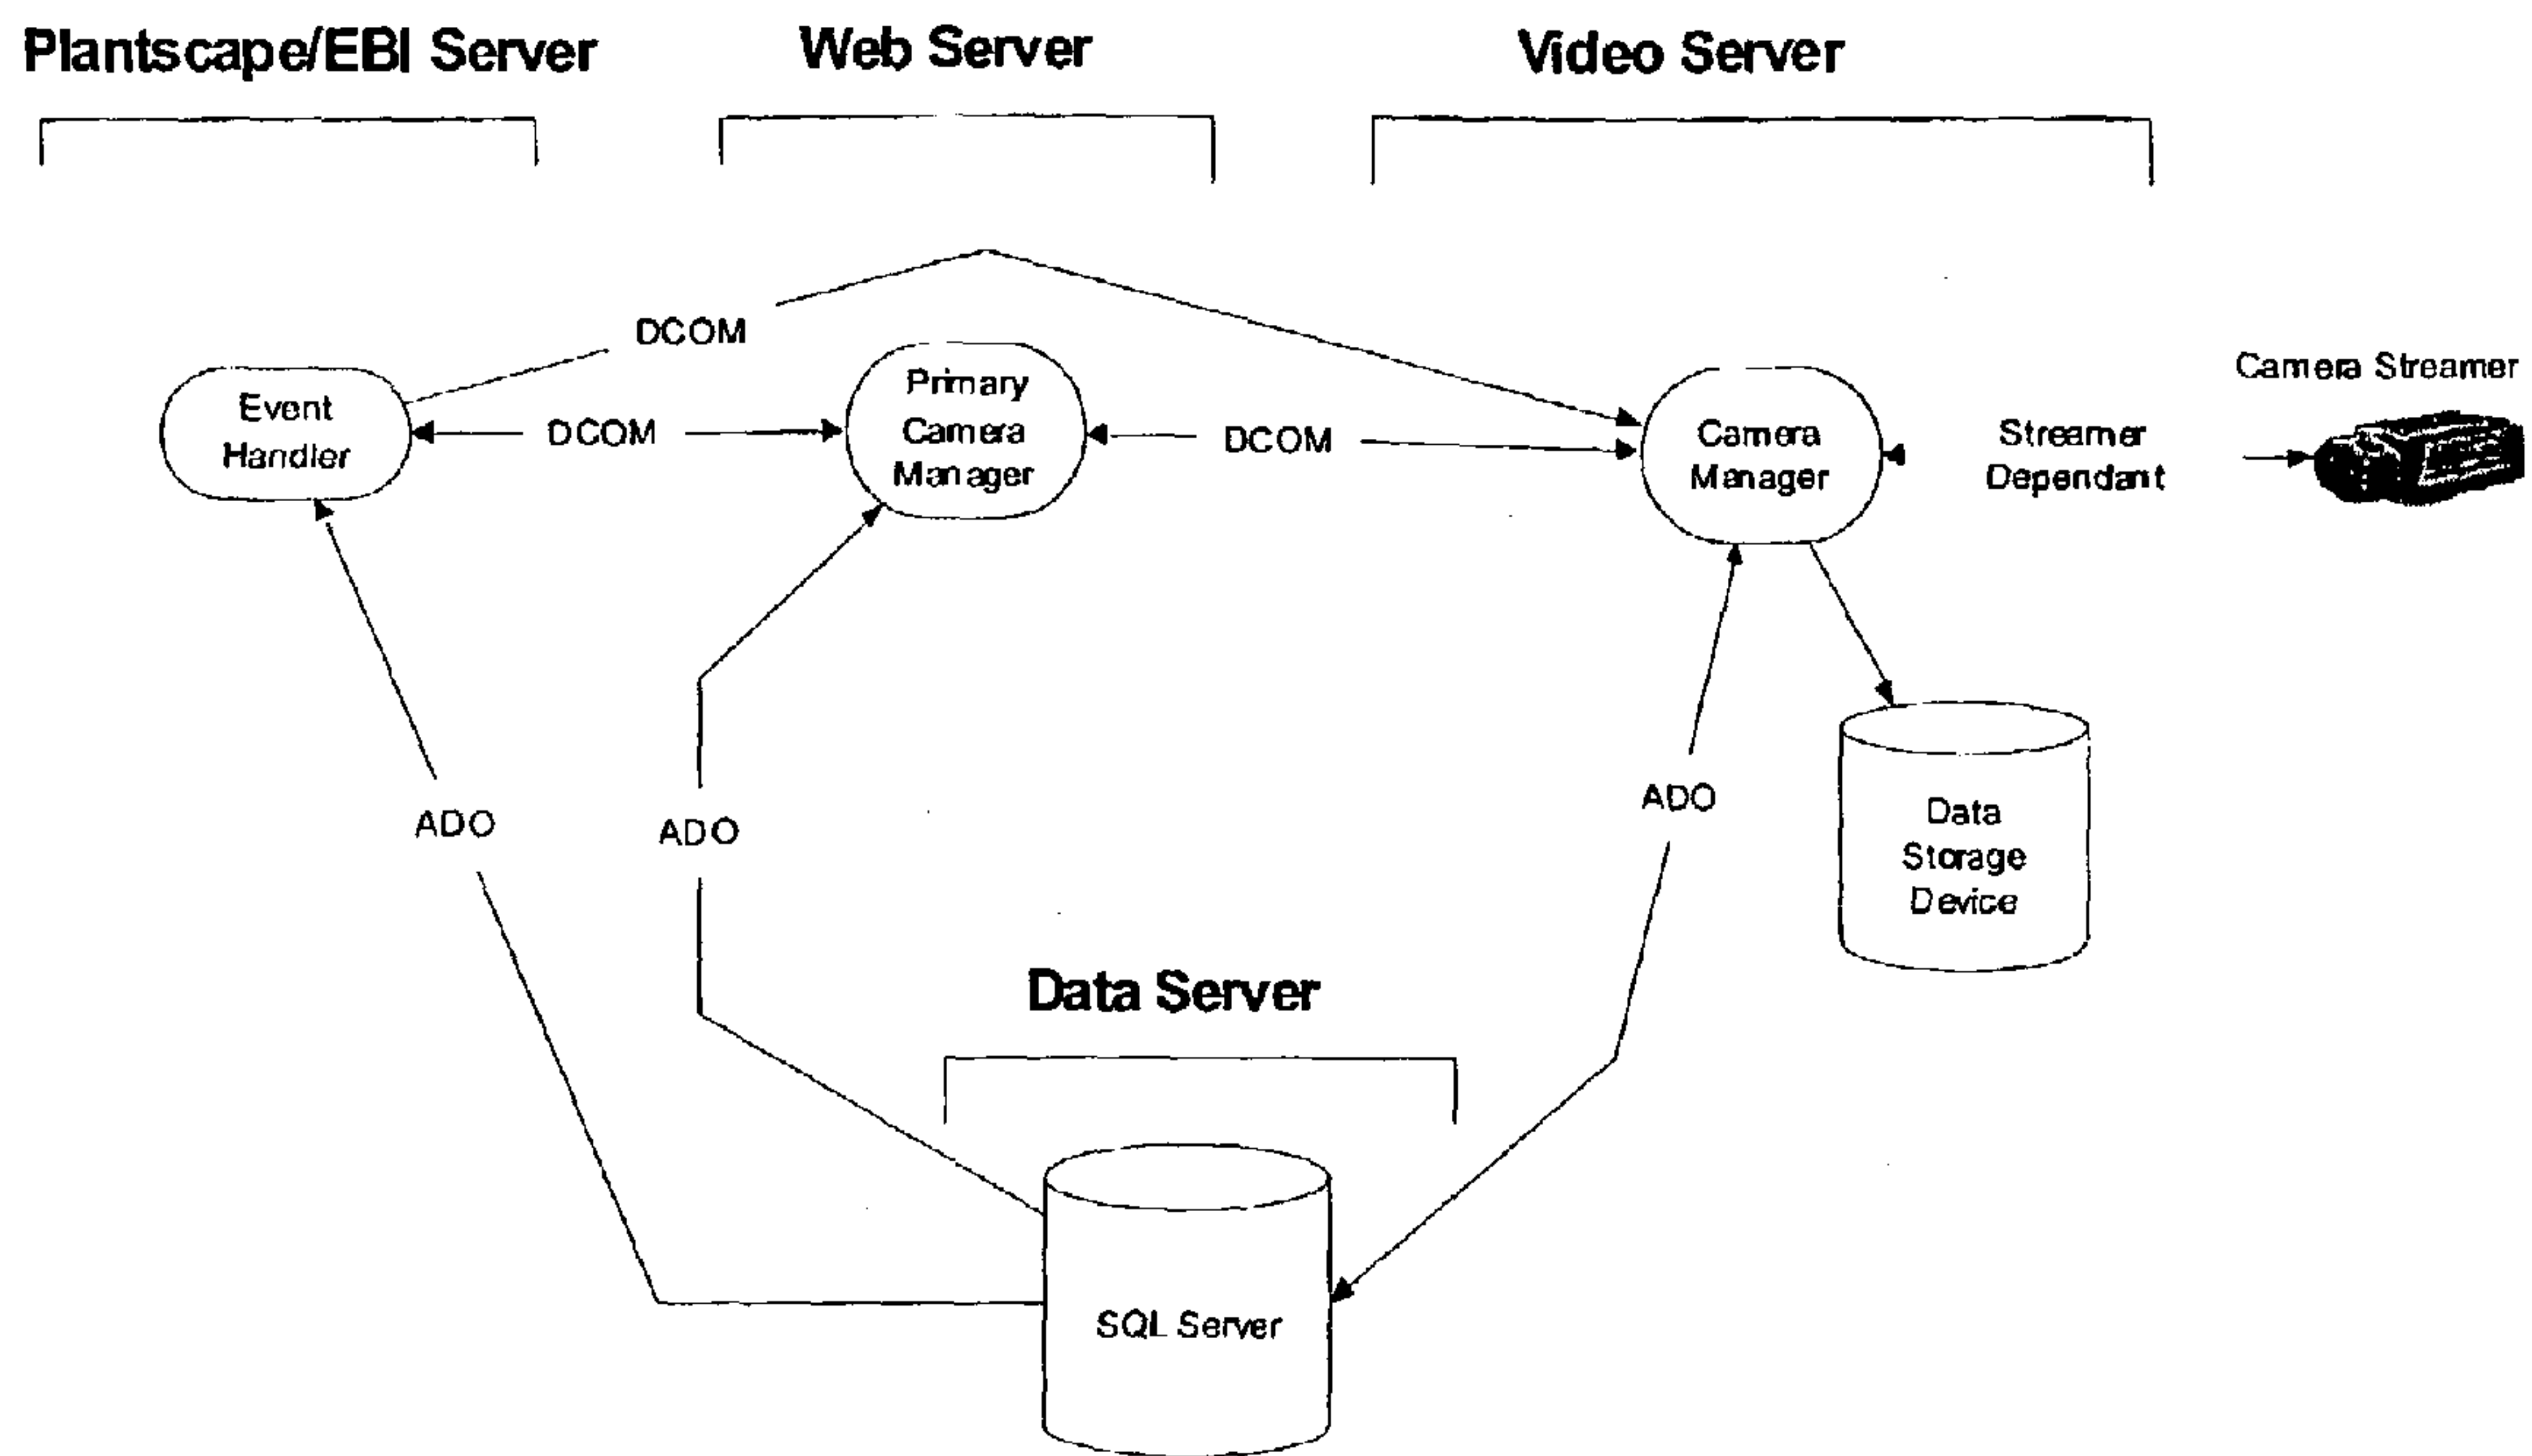 Plantscape/EBI Server
Web Server
Video Server
DCOM
Camera Streamer
Event
Handler
DCOM
Primary
Camera
Manager
DCOM
Camera
Manager
Streamer
Dependant
ADO
ADO
ADO
Data
Storage
Device
Data Server
SQL Server